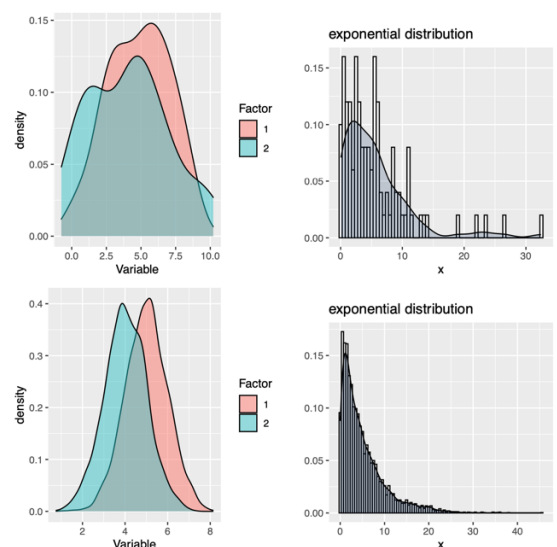 0.15
0.10
0.05
0.00
density
0.0 2.5 5.0 7.5 10.0
Variable
Factor
1
2
exponential distribution
0.15
0.10
0.05
0.00
0 10 20 30
x
0.4
0.3
0.2
0.1
0.0
density
2 4 6 8
Variable
Factor
1
2
exponential distribution
0.15
0.10
0.05
0.00
0 10 20 30 40
x